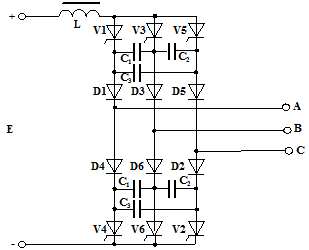 +
L
V1 V3 V5
C1 C2
C3
D1 D3 D5
A
B
E
C
D4 D6 D2
C1 C2
C3
V4 V6 V2
-